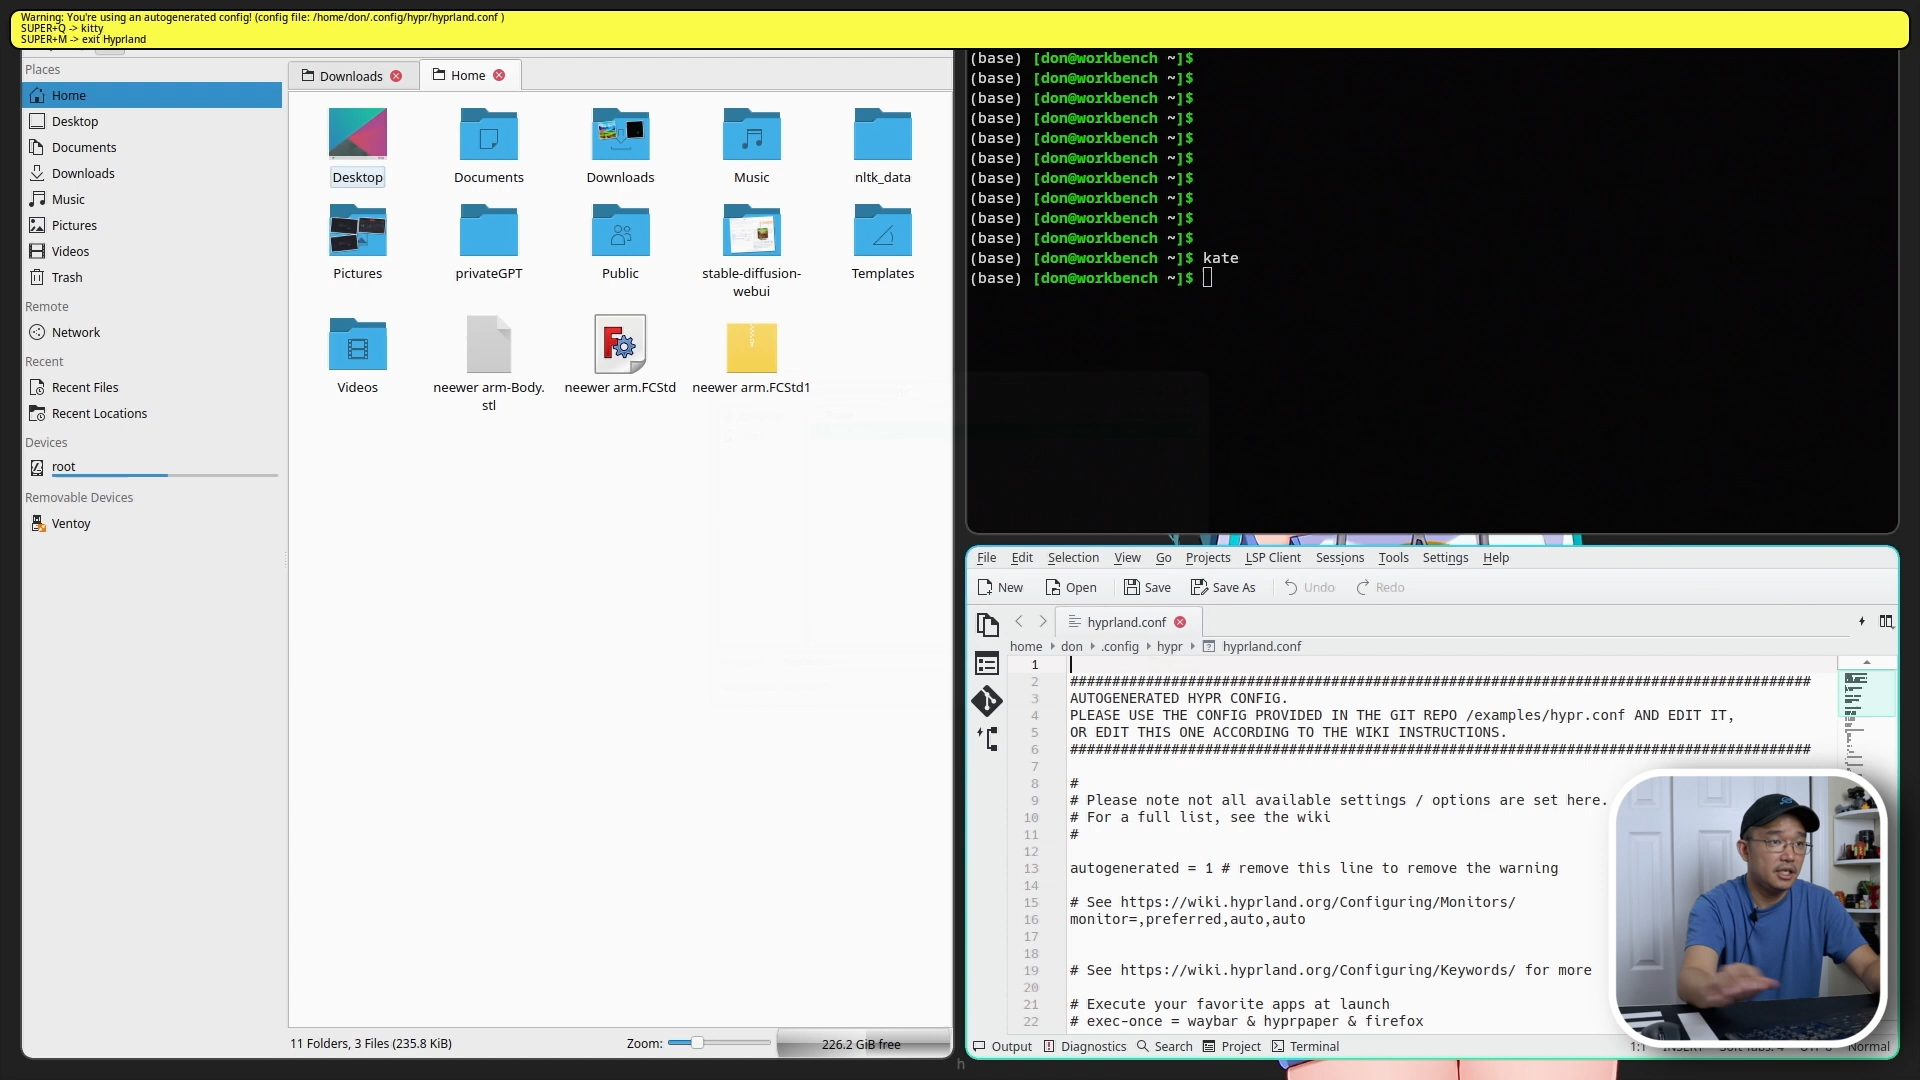 Warning: You're using an autogenerated config! (config file: /home/don/.config/hypr/hyprland.conf )
SUPER+Q -> kitty
SUPER+M -> exit Hyprland
Places
Home
Desktop
Documents
Downloads
Music
Pictures
Videos
Trash
Remote
Network
Recent
Recent Files
Recent Locations
Devices
root
Removable Devices
Ventoy
Downloads
Home
Desktop
Documents
Downloads
Music
nltk_data
Pictures
privateGPT
Public
stable-diffusion-
webui
Templates
Videos
neewer arm-Body.
stl
neewer arm.FCStd
neewer arm.FCStd1
11 Folders, 3 Files (235.8 KiB)
Zoom:
226.2 GiB free
(base) [don@workbench ~]$
(base) [don@workbench ~]$
(base) [don@workbench ~]$
(base) [don@workbench ~]$
(base) [don@workbench ~]$
(base) [don@workbench ~]$
(base) [don@workbench ~]$
(base) [don@workbench ~]$
(base) [don@workbench ~]$
(base) [don@workbench ~]$
(base) [don@workbench ~]$ kate
(base) [don@workbench ~]$
File Edit Selection View Go Projects LSP Client Sessions Tools Settings Help
New Open Save Save As Undo Redo
hyprland.conf
home don .config hypr hyprland.conf
1
2 ########################################################################################
3 AUTOGENERATED HYPR CONFIG.
4 PLEASE USE THE CONFIG PROVIDED IN THE GIT REPO /examples/hypr.conf AND EDIT IT,
5 OR EDIT THIS ONE ACCORDING TO THE WIKI INSTRUCTIONS.
6 ########################################################################################
7
8 #
9 # Please note not all available settings / options are set here.
10 # For a full list, see the wiki
11 #
12
13 autogenerated = 1 # remove this line to remove the warning
14
15 # See https://wiki.hyprland.org/Configuring/Monitors/
16 monitor=,preferred,auto,auto
17
18
19 # See https://wiki.hyprland.org/Configuring/Keywords/ for more
20
21 # Execute your favorite apps at launch
22 # exec-once = waybar & hyprpaper & firefox
Output Diagnostics Search Project Terminal
Normal